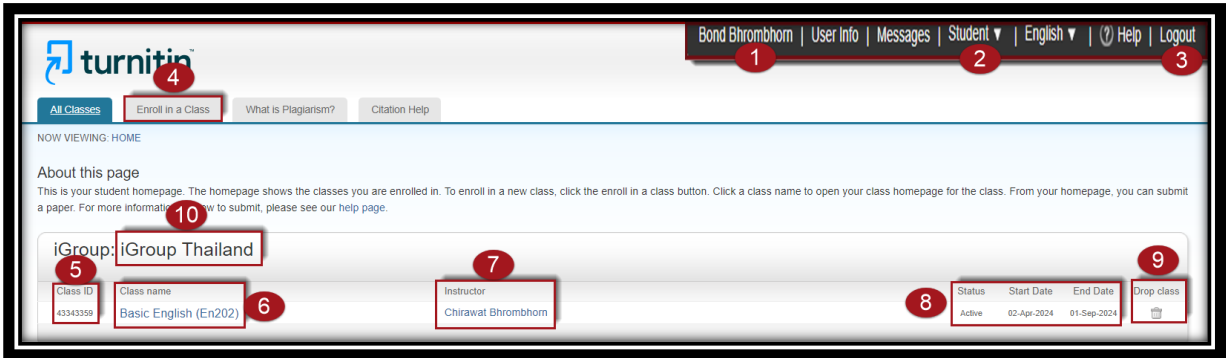 Bond Bhrombhorn | User Info | Messages | Student ▼ | English ▼ | ? Help | Logout
1 2 3
turnitin
4
All Classes Enroll in a Class What is Plagiarism? Citation Help
NOW VIEWING: HOME
About this page
This is your student homepage. The homepage shows the classes you are enrolled in. To enroll in a new class, click the enroll in a class button. Click a class name to open your class homepage for the class. From your homepage, you can submit
a paper. For more information to submit, please see our help page.
10
iGroup: iGroup Thailand
5 7 9
Class ID Class name Instructor Status Start Date End Date Drop class
6 8
43343359 Basic English (En202) Chirawat Bhrombhorn Active 02-Apr-2024 01-Sep-2024